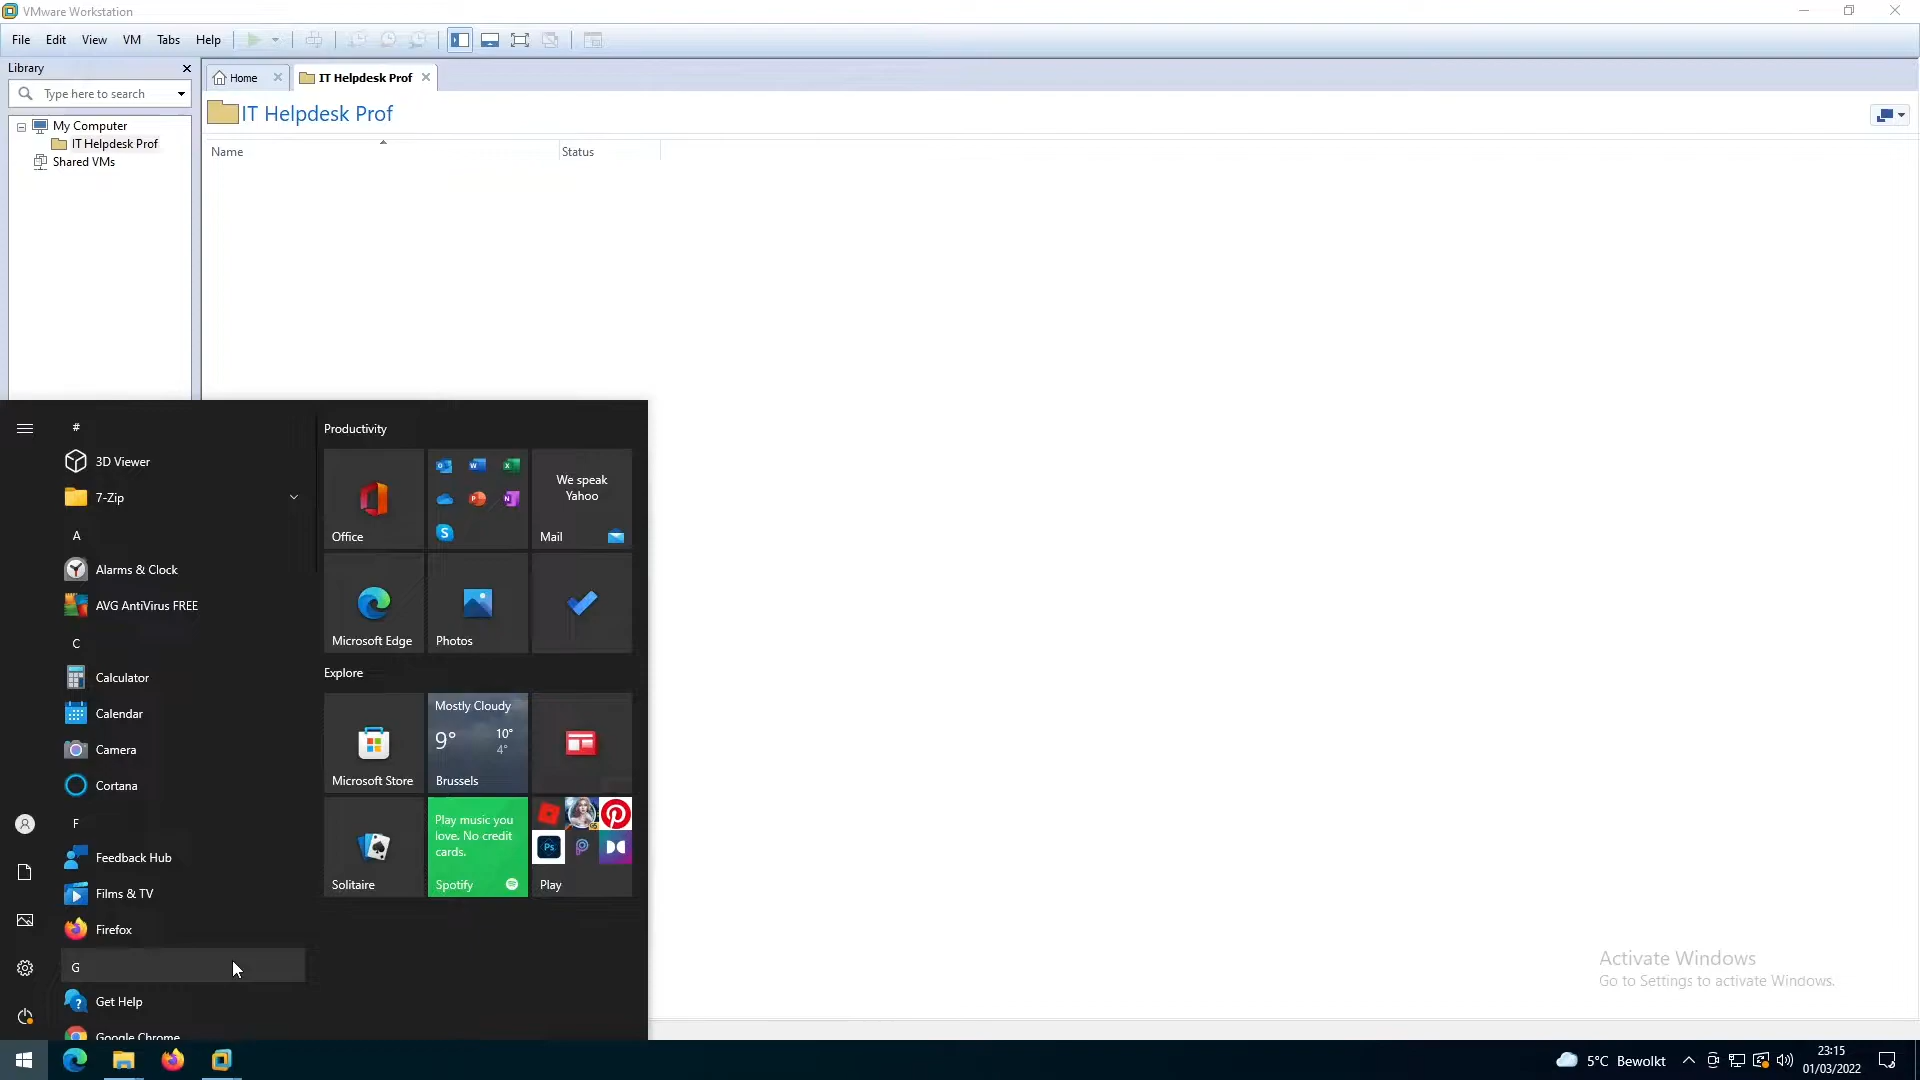 VMware Workstation
File Edit View VM Tabs Help
Library
Type here to search
My Computer
IT Helpdesk Prof
Shared VMs
Home
IT Helpdesk Prof
IT Helpdesk Prof
Name
Status
#
3D Viewer
7-Zip
A
Alarms & Clock
AVG AntiVirus FREE
C
Calculator
Calendar
Camera
Cortana
F
Feedback Hub
Films & TV
Firefox
G
Get Help
Google Chrome
Productivity
Office
We speak
Yahoo
Mail
Microsoft Edge
Photos
Explore
Microsoft Store
Mostly Cloudy
9°
10°
4°
Brussels
Solitaire
Play music you
love. No credit
cards.
Spotify
Ps
Play
Activate Windows
Go to Settings to activate Windows.
5°C Bewolkt
23:15
01/03/2022